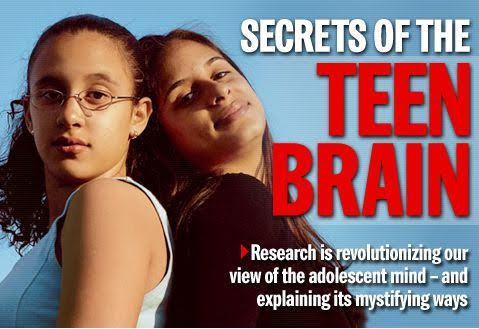 SECRETS OF THE
TEEN
BRAIN
Research is revolutionizing our
view of the adolescent mind – and
explaining its mystifying ways